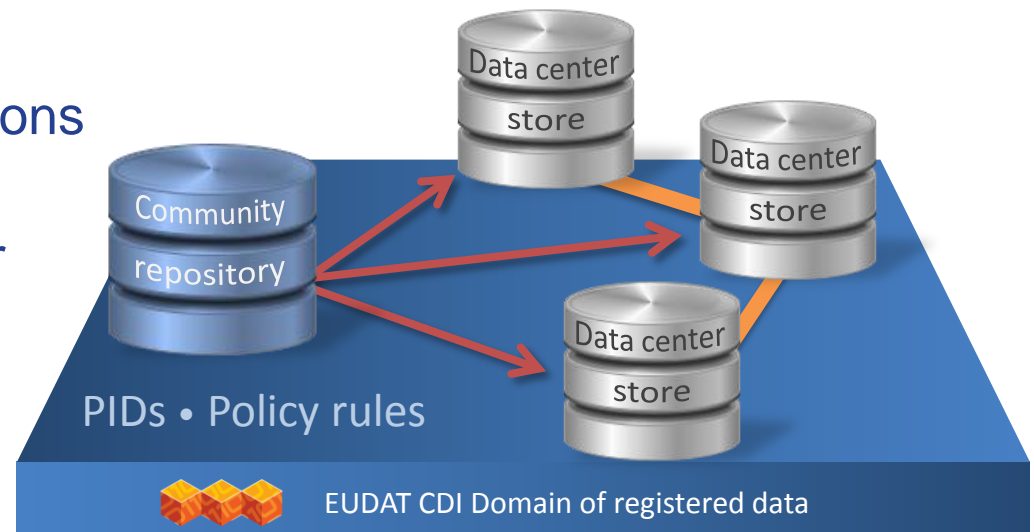 ons
Data center
store
Data center
store
Community
repository
Data center
store
PIDs • Policy rules
EUDAT CDI Domain of registered data